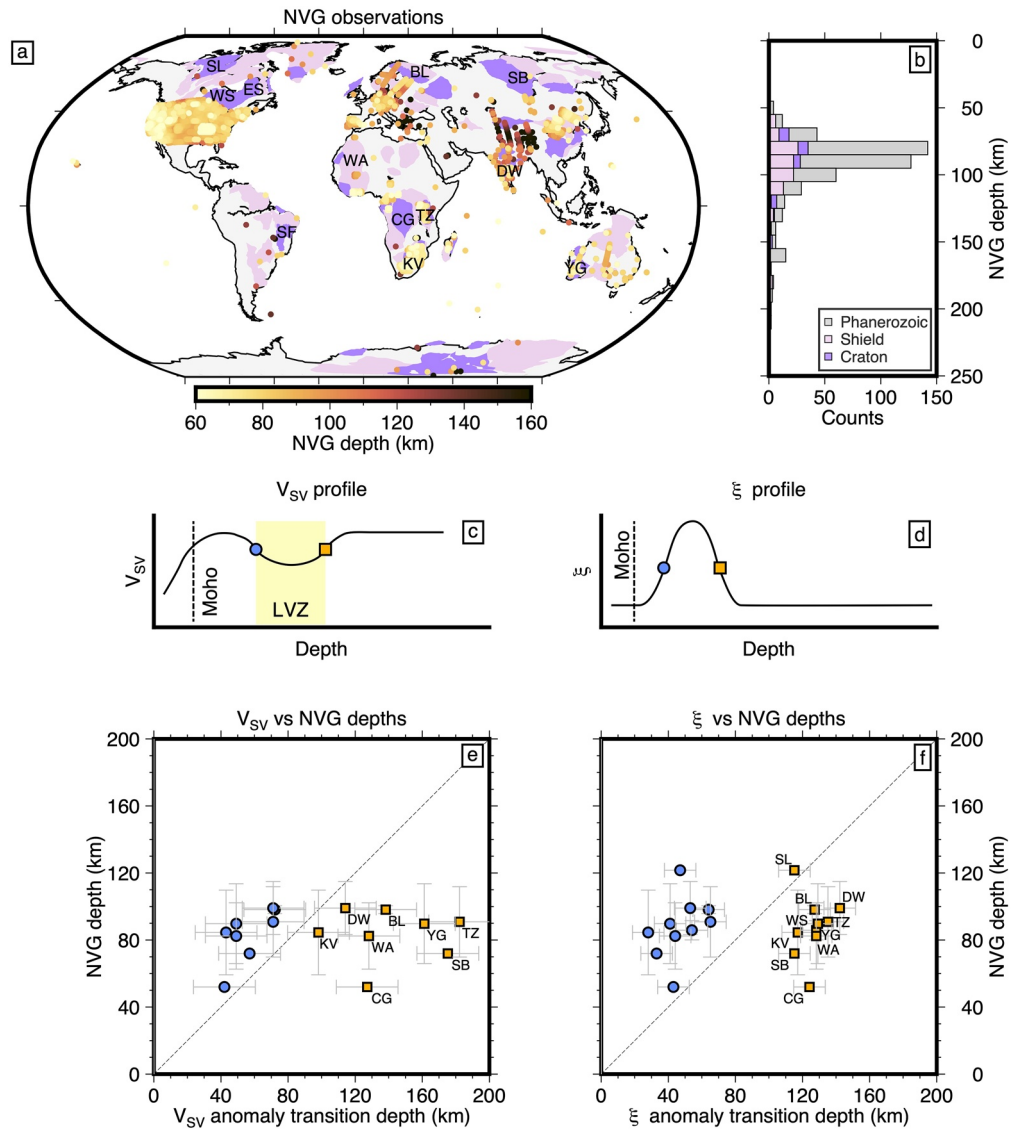 NVG observations
a
SL
WS
ES
BL
SB
WA
DW
CG
TZ
SF
KV
YG
60 80 100 120 140 160
NVG depth (km)
b
0
50
100
150
200
250
NVG depth (km)
Phanerozoic
Shield
Craton
0 50 100 150
Counts
V_SV profile
c
V_SV
Moho
LVZ
Depth
ξ profile
d
ξ
Moho
Depth
V_SV vs NVG depths
e
200
160
120
80
40
0
NVG depth (km)
KV
DW
BL
WA
YG
TZ
SB
CG
0 40 80 120 160 200
V_SV anomaly transition depth (km)
ξ vs NVG depths
f
SL
BL
DW
WS
TZ
KV
YG
WA
SB
CG
200
160
120
80
40
0
NVG depth (km)
0 40 80 120 160 200
ξ anomaly transition depth (km)